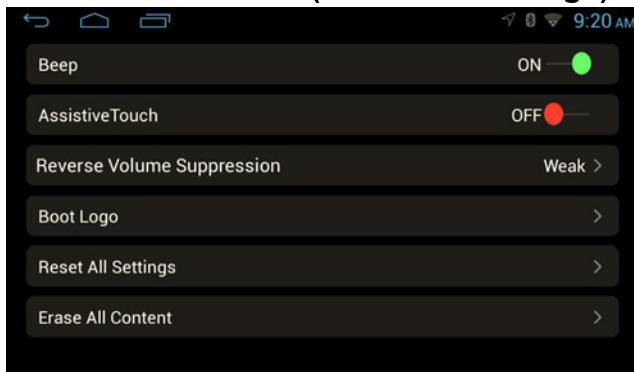 9:20 AM
Beep ON
AssistiveTouch OFF
Reverse Volume Suppression Weak >
Boot Logo >
Reset All Settings >
Erase All Content >